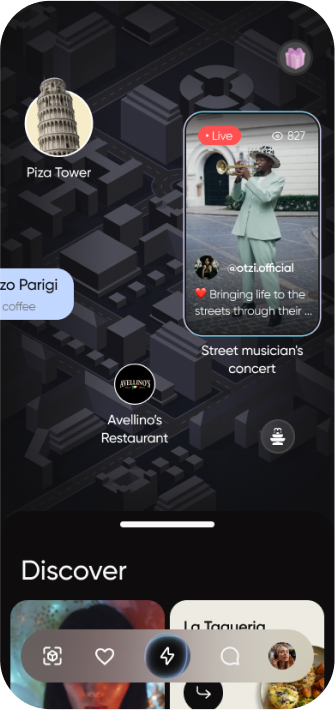 Live
827
Piza Tower
@otzi.official
❤️ Bringing life to the
streets through their ...
zo Parigi
coffee
Street musician's
concert
AVELLINO'S
Avellino's
Restaurant
Discover
La Taqueria